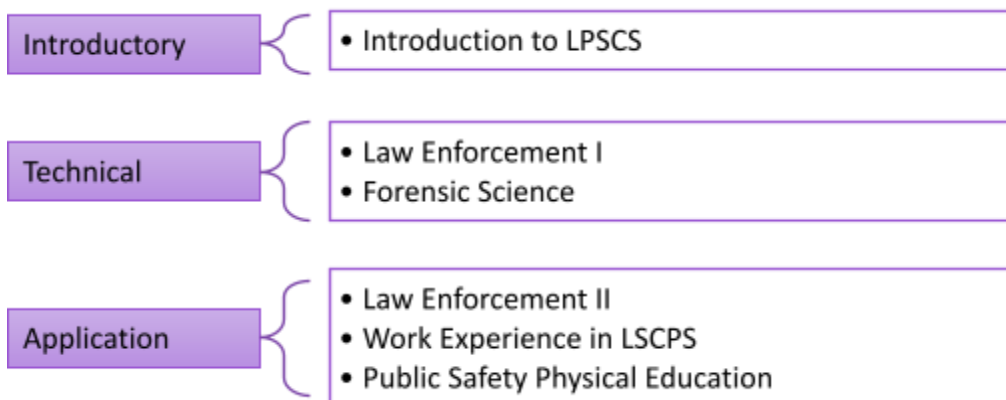 Introductory
• Introduction to LPSCS
Technical
• Law Enforcement I
• Forensic Science
Application
• Law Enforcement II
• Work Experience in LSCPS
• Public Safety Physical Education